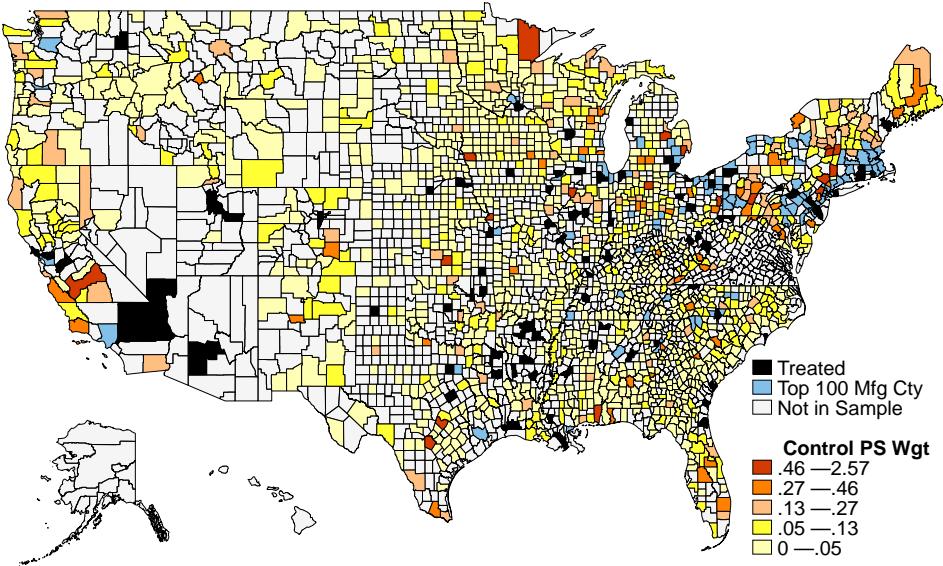 Treated
Top 100 Mfg Cty
Not in Sample
Control PS Wgt
.46 —2.57
.27 —.46
.13 —.27
.05 —.13
0 —.05